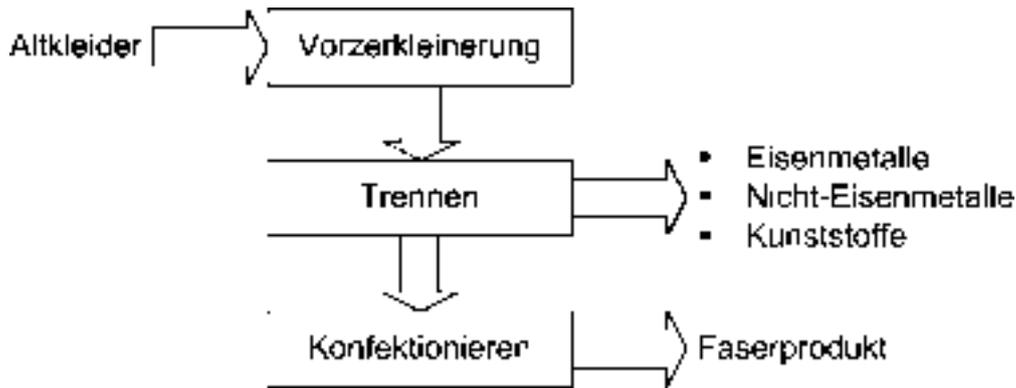 Altkleider
Vorzerkleinerung
Trennen
▪ Eisenmetalle
▪ Nicht-Eisenmetalle
▪ Kunststoffe
Konfektionieren
Faserprodukt